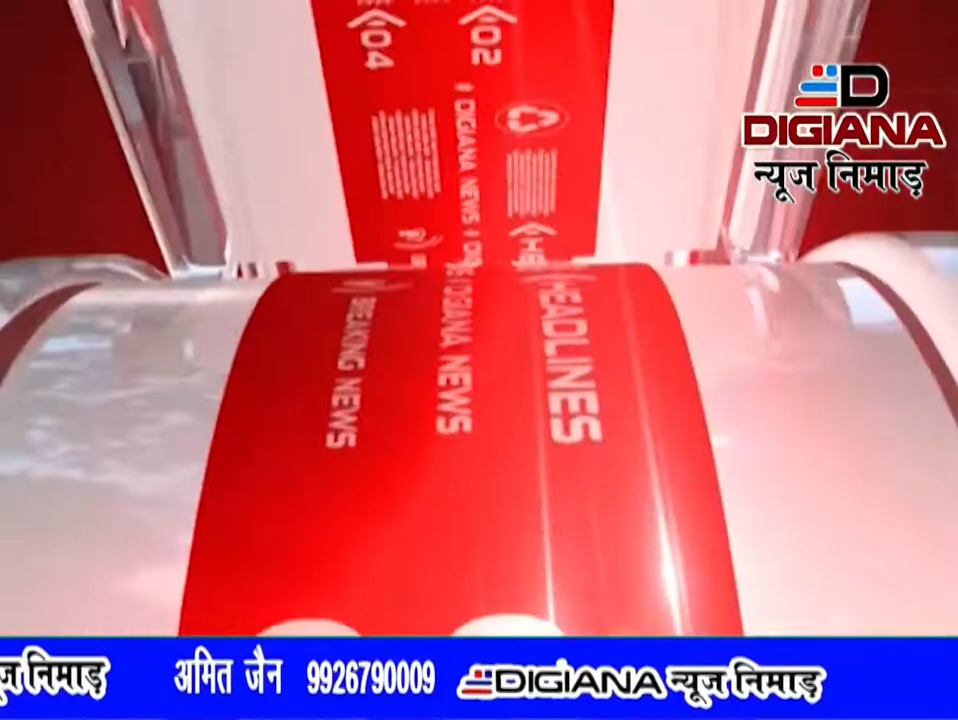 04
02
DIGIANA NEWS
DIGIANA
न्यूज निमाड़
BREAKING NEWS
DIGIANA NEWS
HEADLINES
न्यूज निमाड़ अमित जैन 9926790009 DIGIANA न्यूज निमाड़